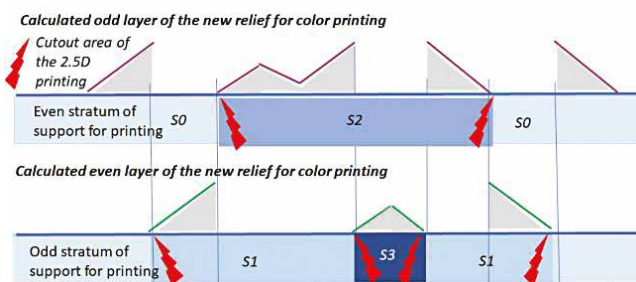 Calculated odd layer of the new relief for color printing
Cutout area of
the 2.5D
printing
Even stratum of
support for printing
S0
S2
S0
Calculated even layer of the new relief for color printing
Odd stratum of
support for printing
S1
S3
S1